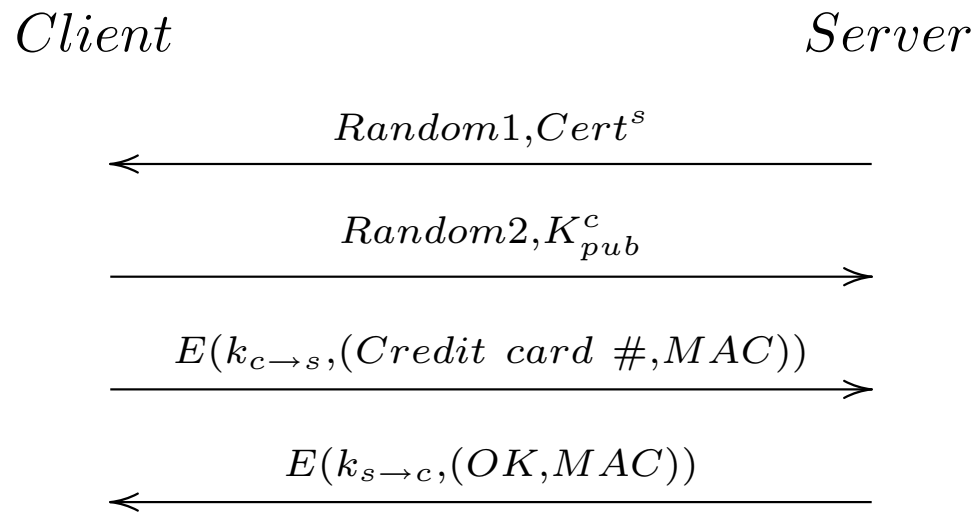 Client Server
Random1,Cert^s
Random2,K^c_pub
E(k_c→s,(Credit card #,MAC))
E(k_s→c,(OK,MAC))